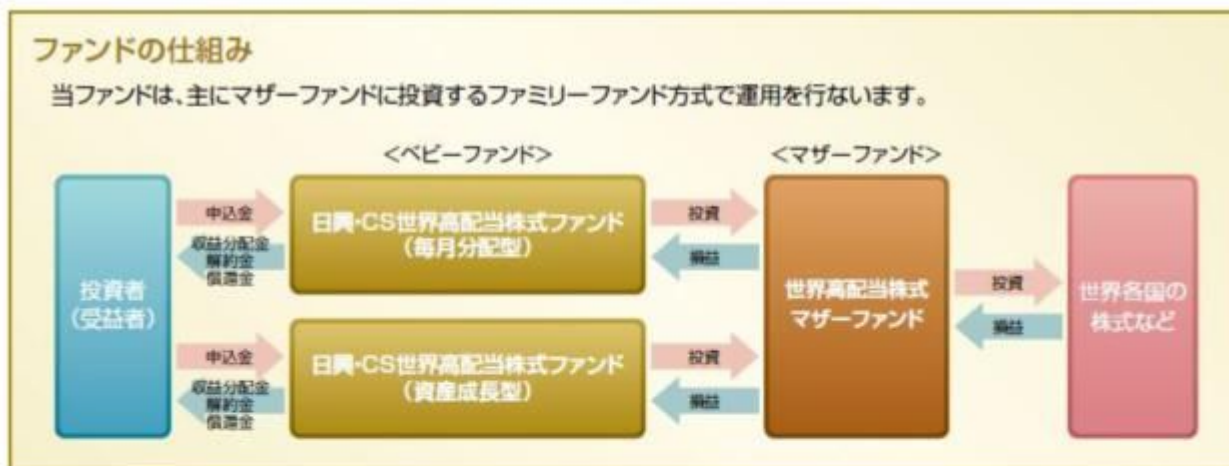 ファンドの仕組み
当ファンドは、主にマザーファンドに投資するファミリーファンド方式で運用を行ないます。
<ベビーファンド>
<マザーファンド>
投資者
(受益者)
申込金
収益分配金
解約金
償還金
日興・CS世界高配当株式ファンド
(毎月分配型)
投資
損益
申込金
収益分配金
解約金
償還金
日興・CS世界高配当株式ファンド
(資産成長型)
投資
損益
世界高配当株式
マザーファンド
投資
損益
世界各国の
株式など